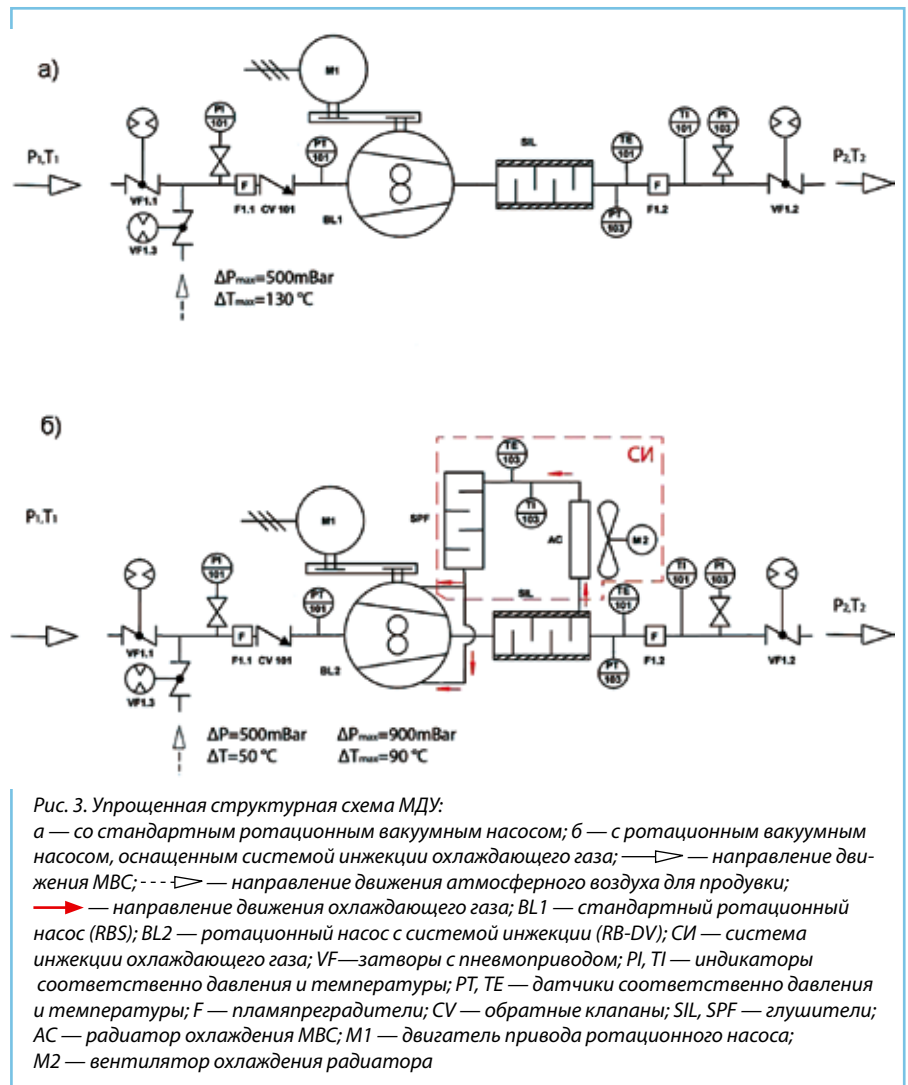 а)
M1
PI
101
PT
101
SIL
TE
101
TI
101
PI
103
P₁,T₁
P₂,T₂
VF1.1
F
F1.1
CV 101
BL1
PT
103
F
F1.2
VF1.2
VF1.3
ΔPmax=500mBar
ΔTmax=130 °C
б)
СИ
TE
103
TI
103
SPF
AC
M2
P₁,T₁
M1
PI
101
PT
101
SIL
TE
101
TI
101
PI
103
P₂,T₂
VF1.1
F
F1.1
CV 101
BL2
PT
103
F
F1.2
VF1.2
VF1.3
ΔP=500mBar ΔPmax=900mBar
ΔT=50 °C ΔTmax=90 °C
Рис. 3. Упрощенная структурная схема МДУ:
а — со стандартным ротационным вакуумным насосом; б — с ротационным вакуумным
насосом, оснащенным системой инжекции охлаждающего газа; — направление дви-
жения МВС; — направление движения атмосферного воздуха для продувки;
— направление движения охлаждающего газа; BL1 — стандартный ротационный
насос (RBS); BL2 — ротационный насос с системой инжекции (RB-DV); СИ — система
инжекции охлаждающего газа; VF—затворы с пневмоприводом; PI, TI — индикаторы
соответственно давления и температуры; PT, TE — датчики соответственно давления
и температуры; F — пламяпреградители; CV — обратные клапаны; SIL, SPF — глушители;
AC — радиатор охлаждения МВС; M1 — двигатель привода ротационного насоса;
M2 — вентилятор охлаждения радиатора